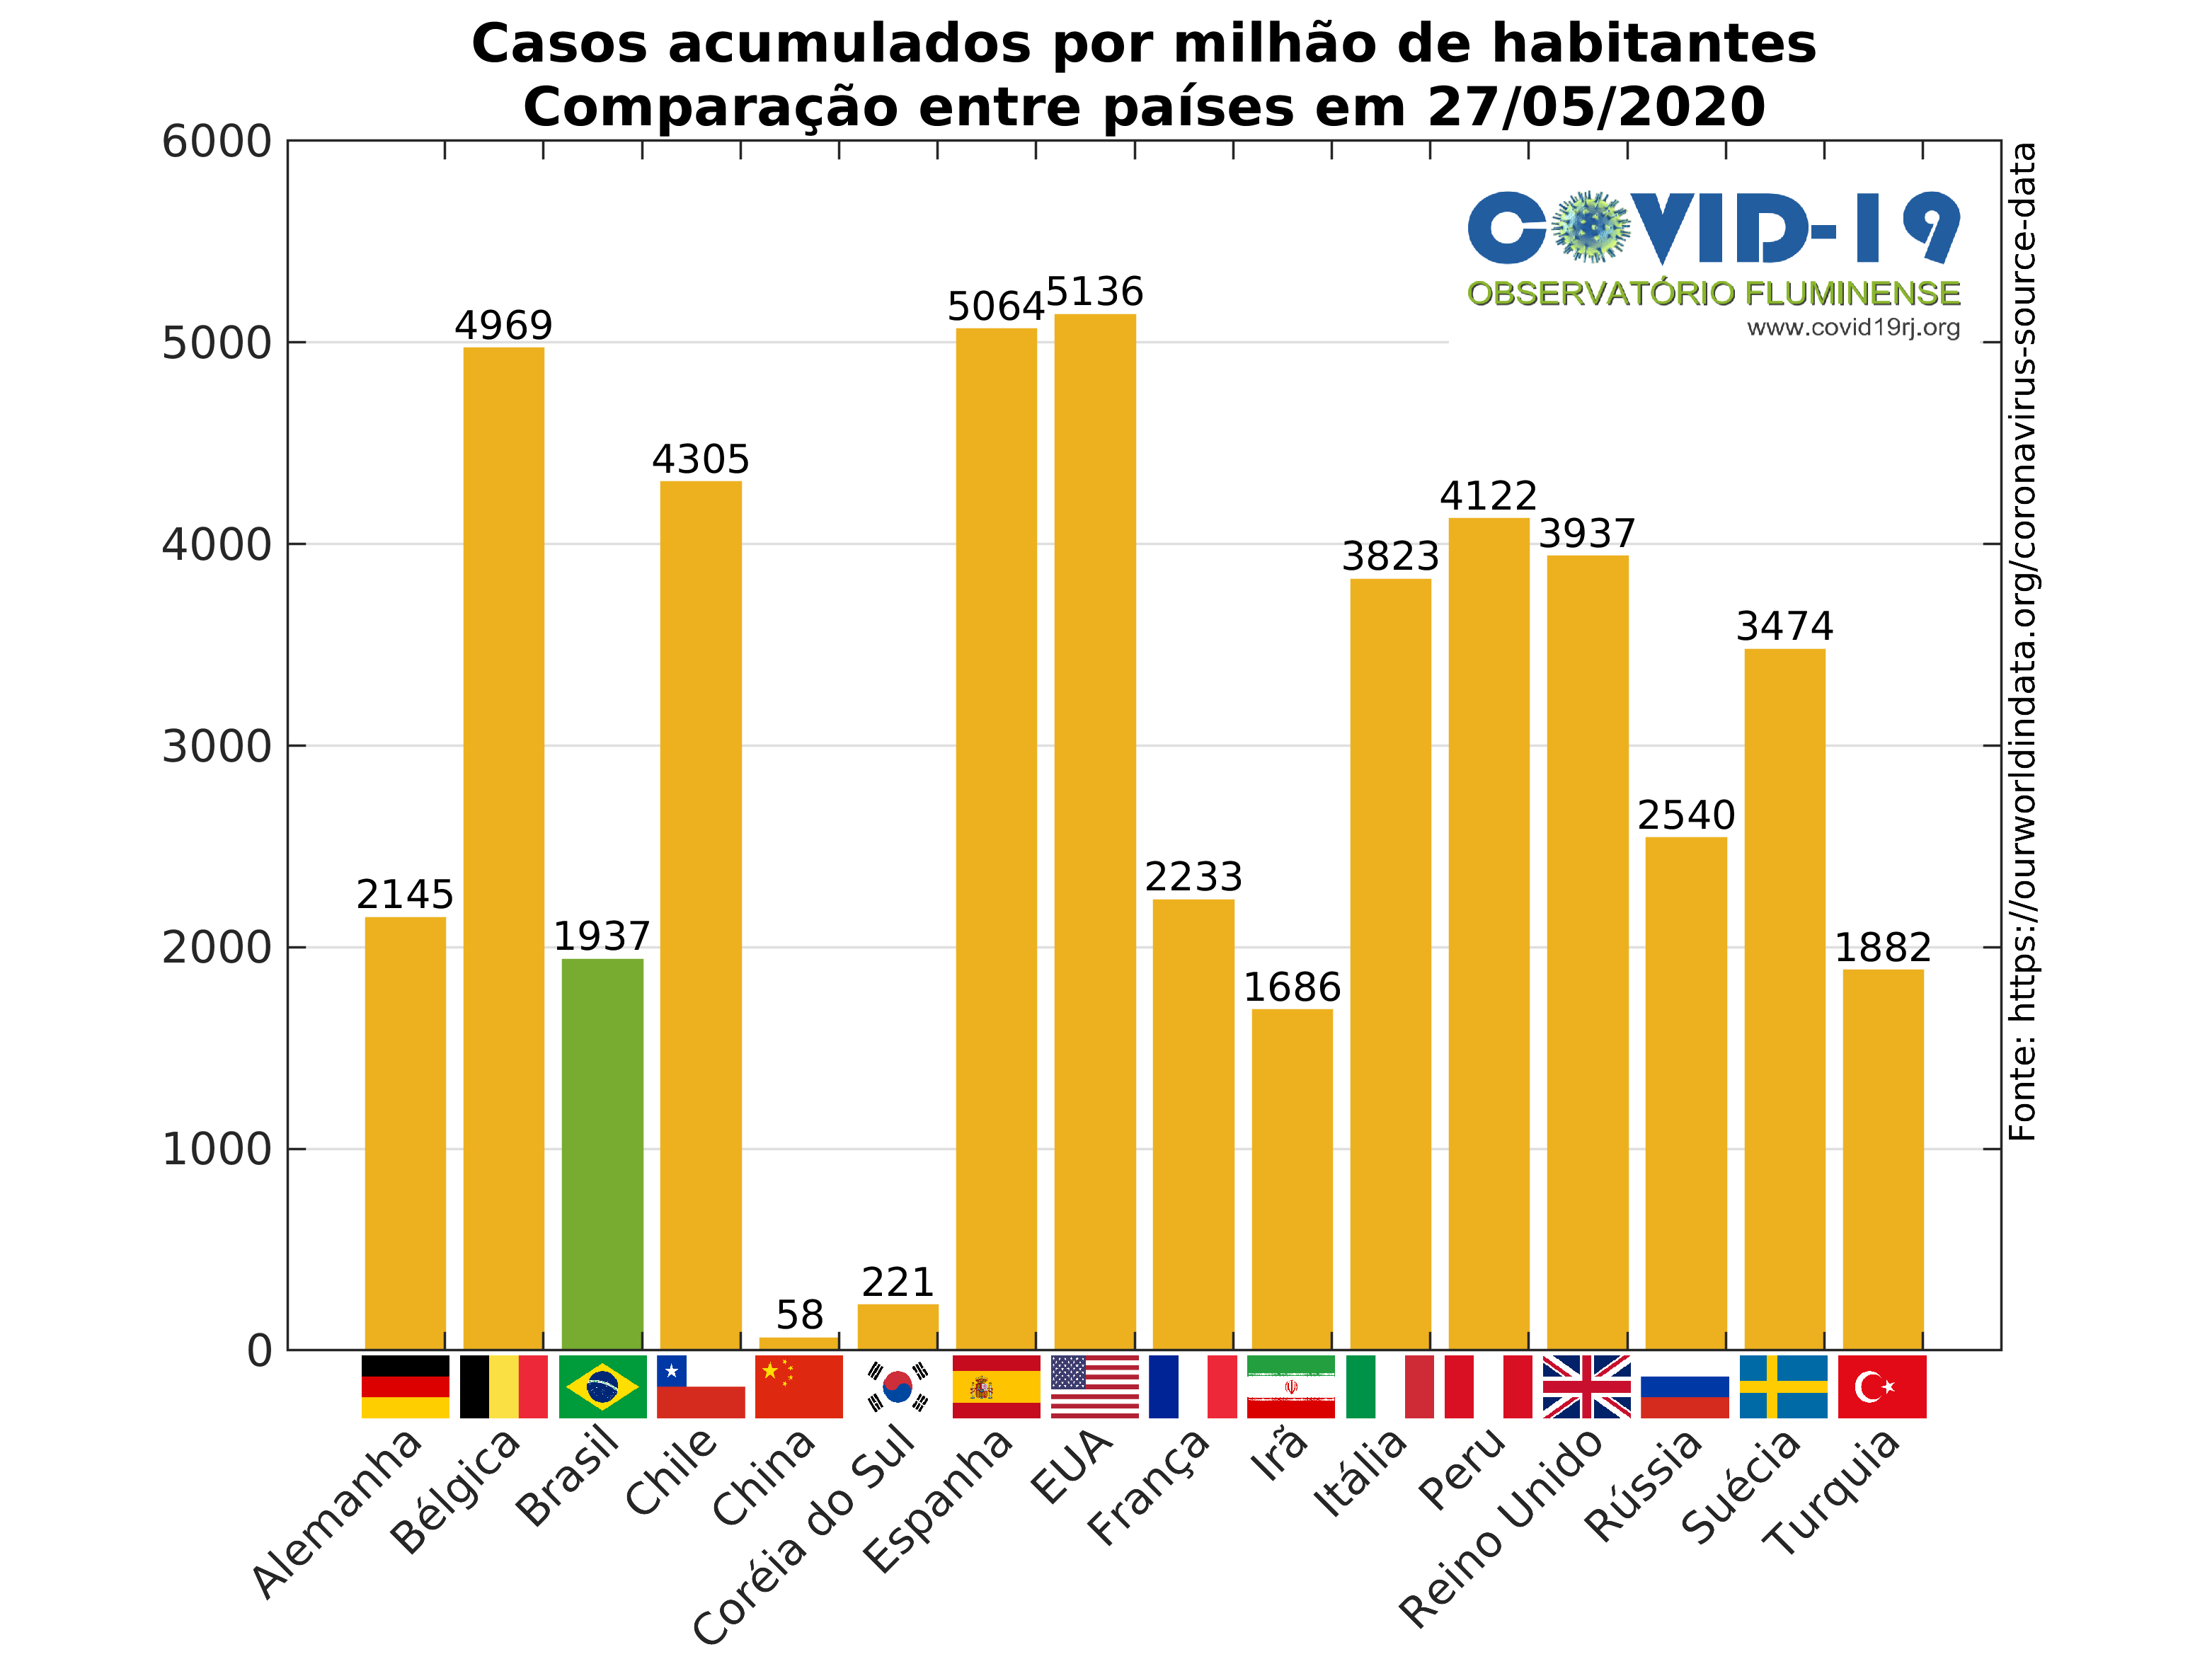 Casos acumulados por milhão de habitantes
Comparação entre países em 27/05/2020
6000
5000
4000
3000
2000
1000
0
COVID-19
OBSERVATÓRIO FLUMINENSE
www.covid19rj.org
2145
4969
1937
4305
58
221
5064
5136
2233
1686
3823
4122
3937
2540
3474
1882
Alemanha
Bélgica
Brasil
Chile
China
Coréia do Sul
Espanha
EUA
França
Irã
Itália
Peru
Reino Unido
Rússia
Suécia
Turquia
Fonte: https://ourworldindata.org/coronavirus-source-data